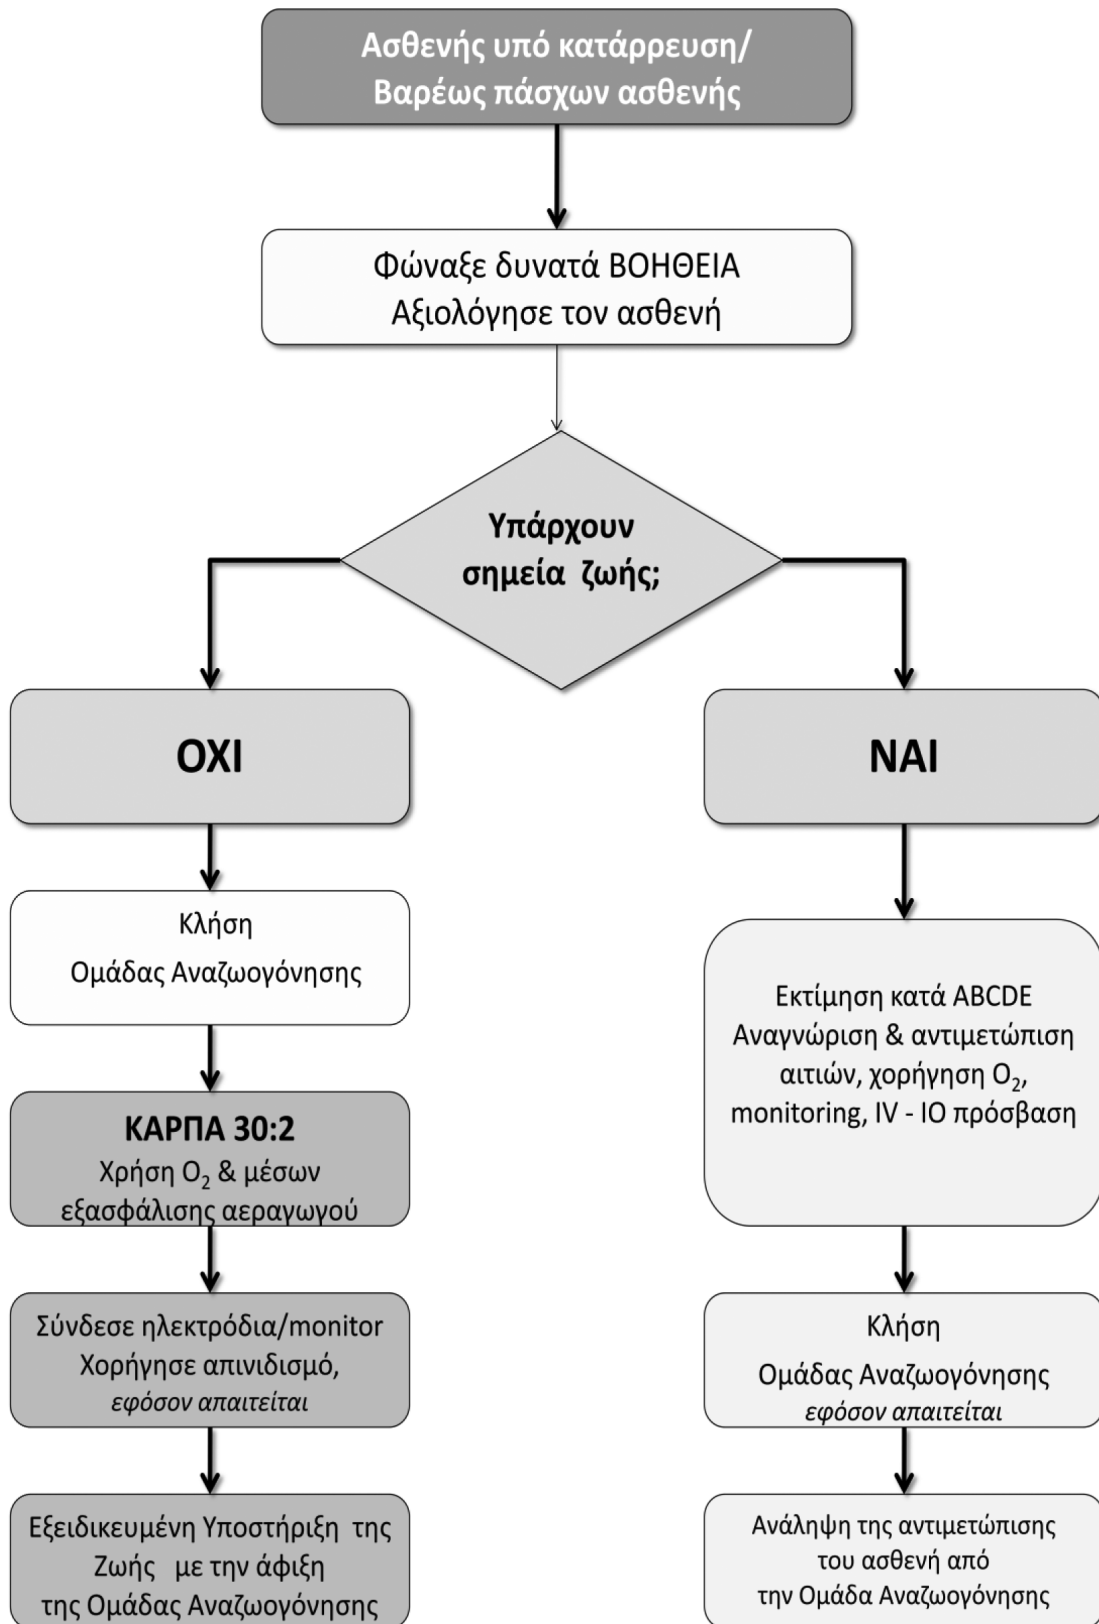 Ασθενής υπό κατάρρευση/
Βαρέως πάσχων ασθενής
Φώναξε δυνατά ΒΟΗΘΕΙΑ
Αξιολόγησε τον ασθενή
Υπάρχουν
σημεία ζωής;
ΟΧΙ
Κλήση
Ομάδας Αναζωογόνησης
ΚΑΡΠΑ 30:2
Χρήση O₂ & μέσων
εξασφάλισης αεραγωγού
Σύνδεσε ηλεκτρόδια/monitor
Χορήγησε απινιδισμό,
εφόσον απαιτείται
Εξειδικευμένη Υποστήριξη της
Ζωής με την άφιξη
της Ομάδας Αναζωογόνησης
ΝΑΙ
Εκτίμηση κατά ABCDE
Αναγνώριση & αντιμετώπιση
αιτιών, χορήγηση O₂,
monitoring, IV - IO πρόσβαση
Κλήση
Ομάδας Αναζωογόνησης
εφόσον απαιτείται
Ανάληψη της αντιμετώπισης
του ασθενή από
την Ομάδα Αναζωογόνησης